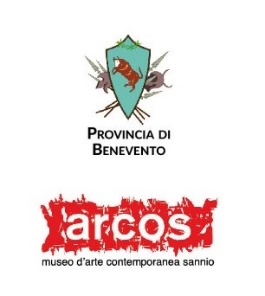 PROVINCIA DI
BENEVENTO
arcos
museo d'arte contemporanea sannio